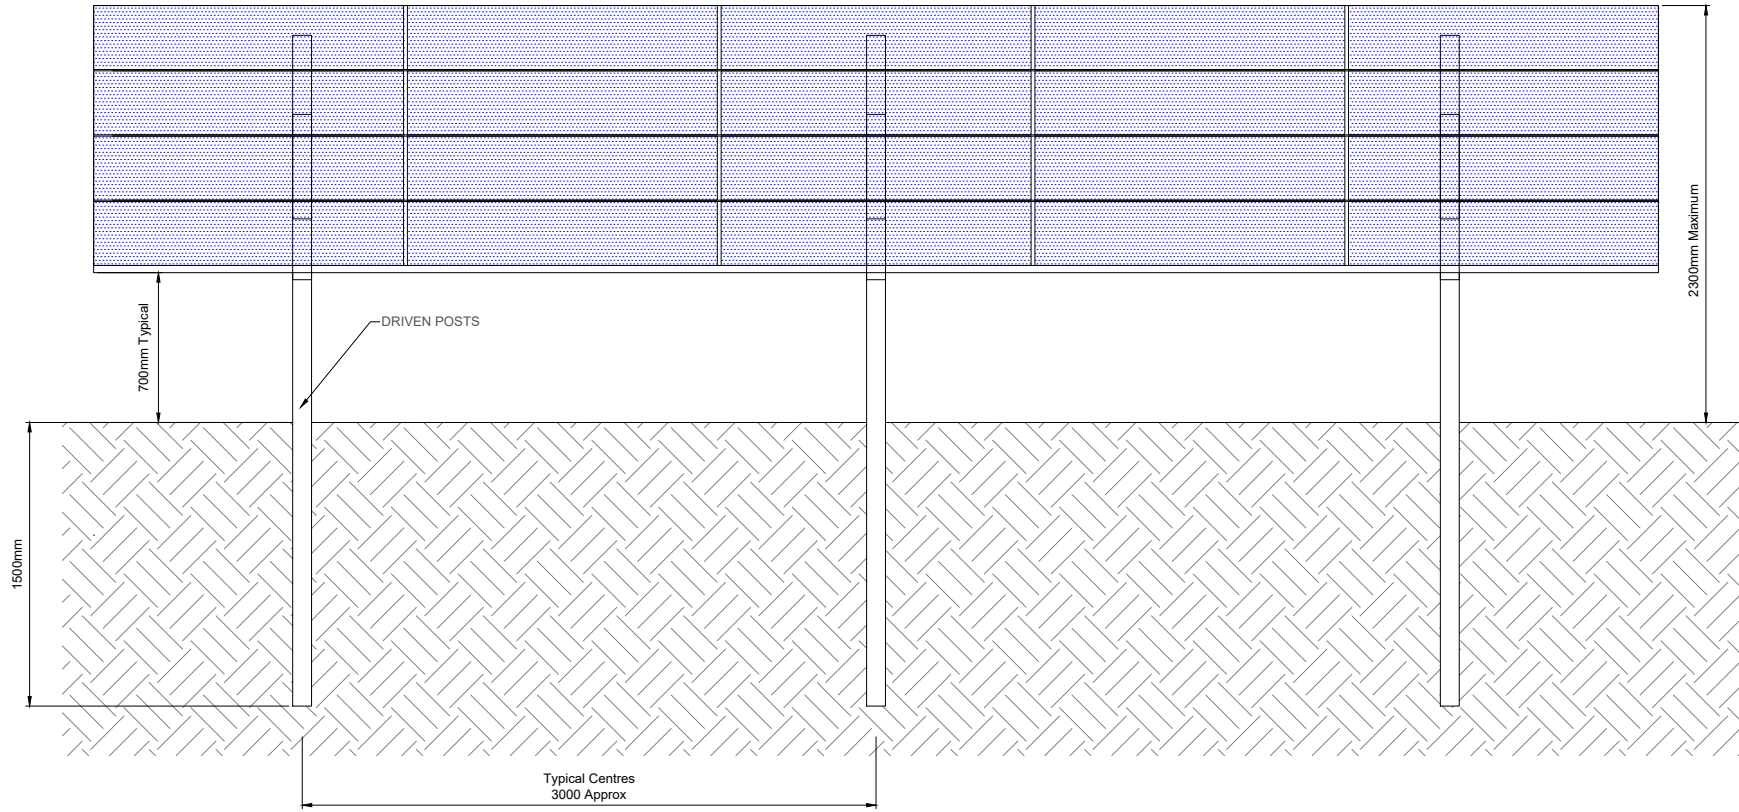 2300mm Maximum
700mm Typical
DRIVEN POSTS
1500mm
Typical Centres
3000 Approx